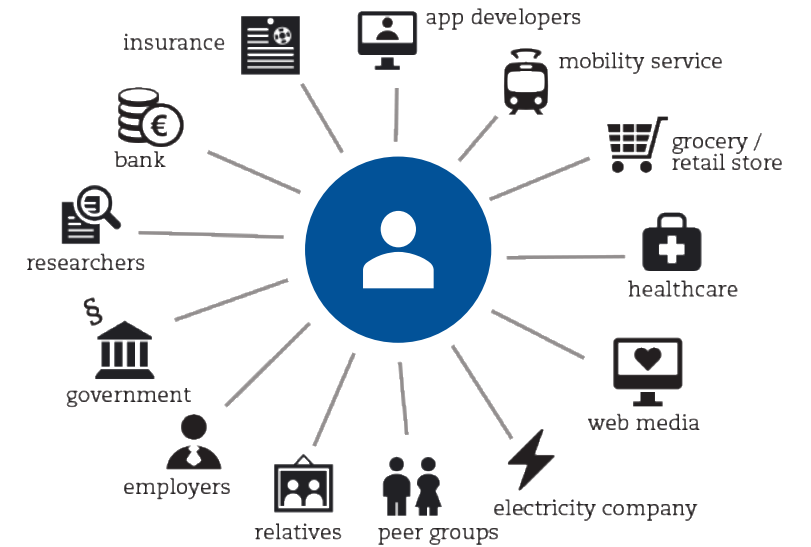 app developers
insurance
mobility service
grocery /
retail store
€
bank
researchers
healthcare
§
government
web media
employers
electricity company
relatives
peer groups